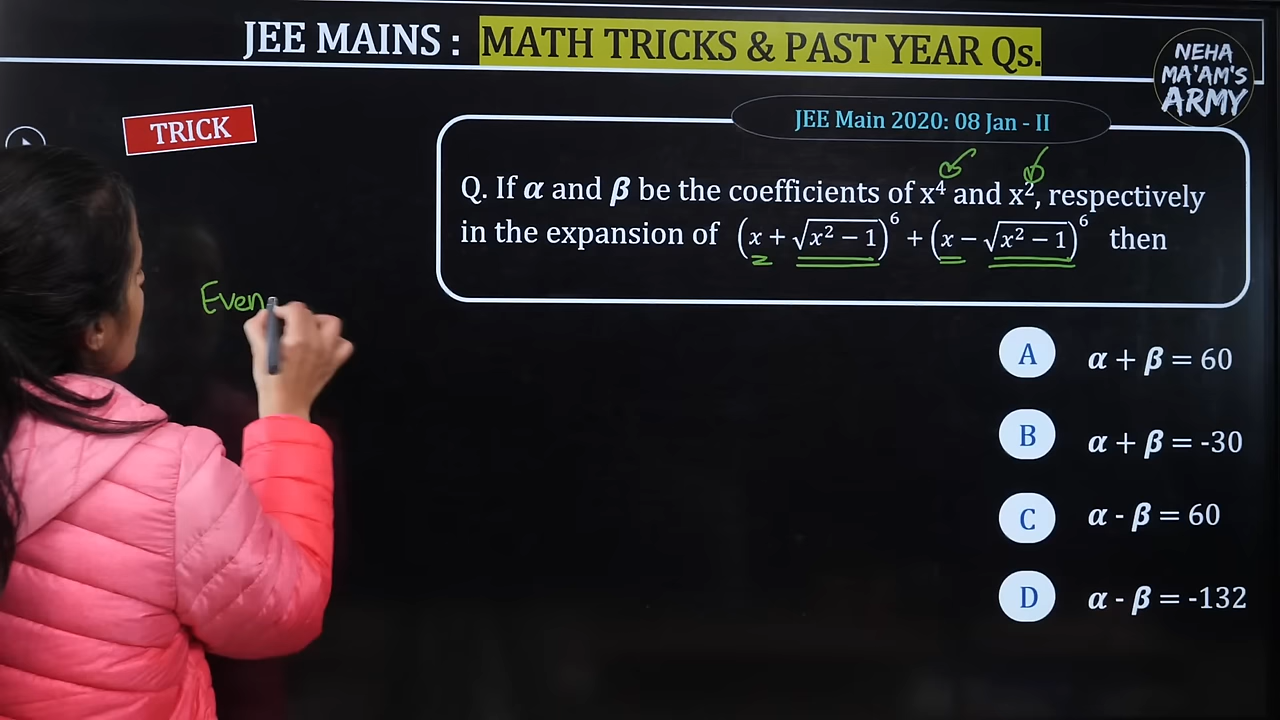 JEE MAINS : MATH TRICKS & PAST YEAR Qs.
NEHA
MA'AM'S
ARMY
TRICK
JEE Main 2020: 08 Jan - II
Q. If α and β be the coefficients of x⁴ and x², respectively
in the expansion of (x + √(x² − 1))⁶ + (x − √(x² − 1))⁶ then
Even
A α + β = 60
B α + β = -30
C α - β = 60
D α - β = -132